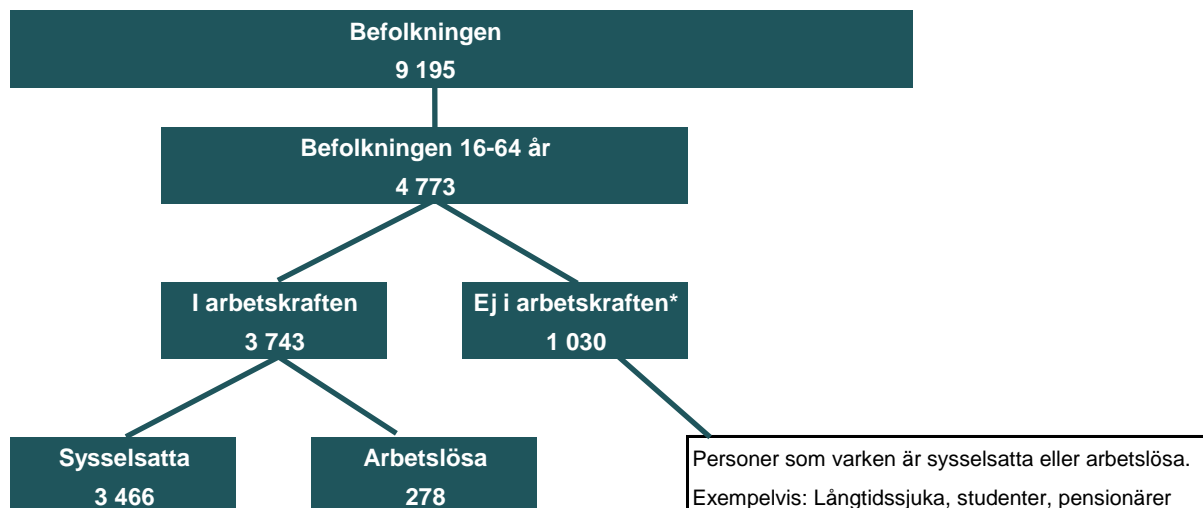 Befolkningen
9 195
Befolkningen 16-64 år
4 773
I arbetskraften
3 743
Ej i arbetskraften*
1 030
Sysselsatta
3 466
Arbetslösa
278
Personer som varken är sysselsatta eller arbetslösa.
Exempelvis: Långtidssjuka, studenter, pensionärer